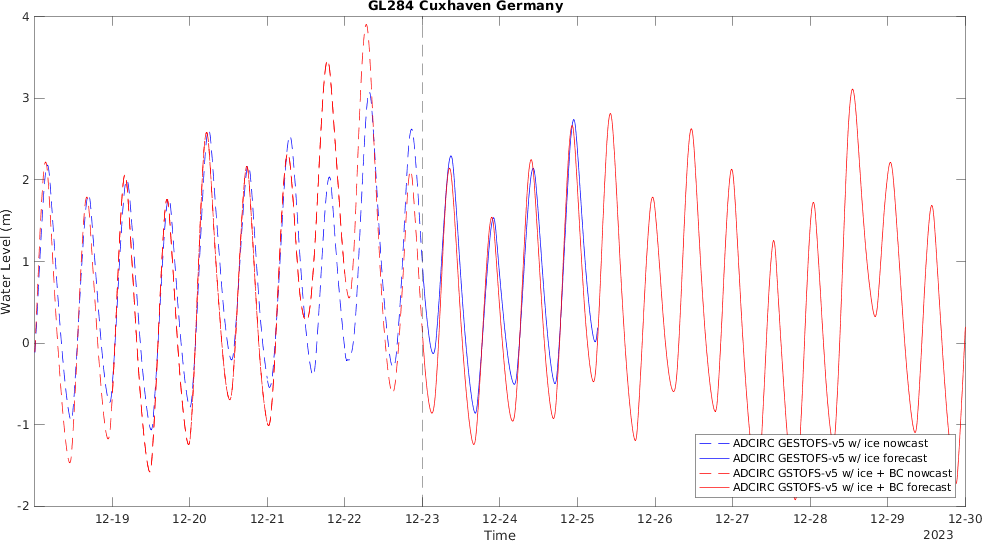 GL284 Cuxhaven Germany
Water Level (m)
4
3
2
1
0
-1
-2
ADCIRC GESTOFS-v5 w/ ice nowcast
ADCIRC GESTOFS-v5 w/ ice forecast
ADCIRC GSTOFS-v5 w/ ice + BC nowcast
ADCIRC GSTOFS-v5 w/ ice + BC forecast
12-19 12-20 12-21 12-22 12-23 12-24 12-25 12-26 12-27 12-28 12-29 12-30
Time
2023